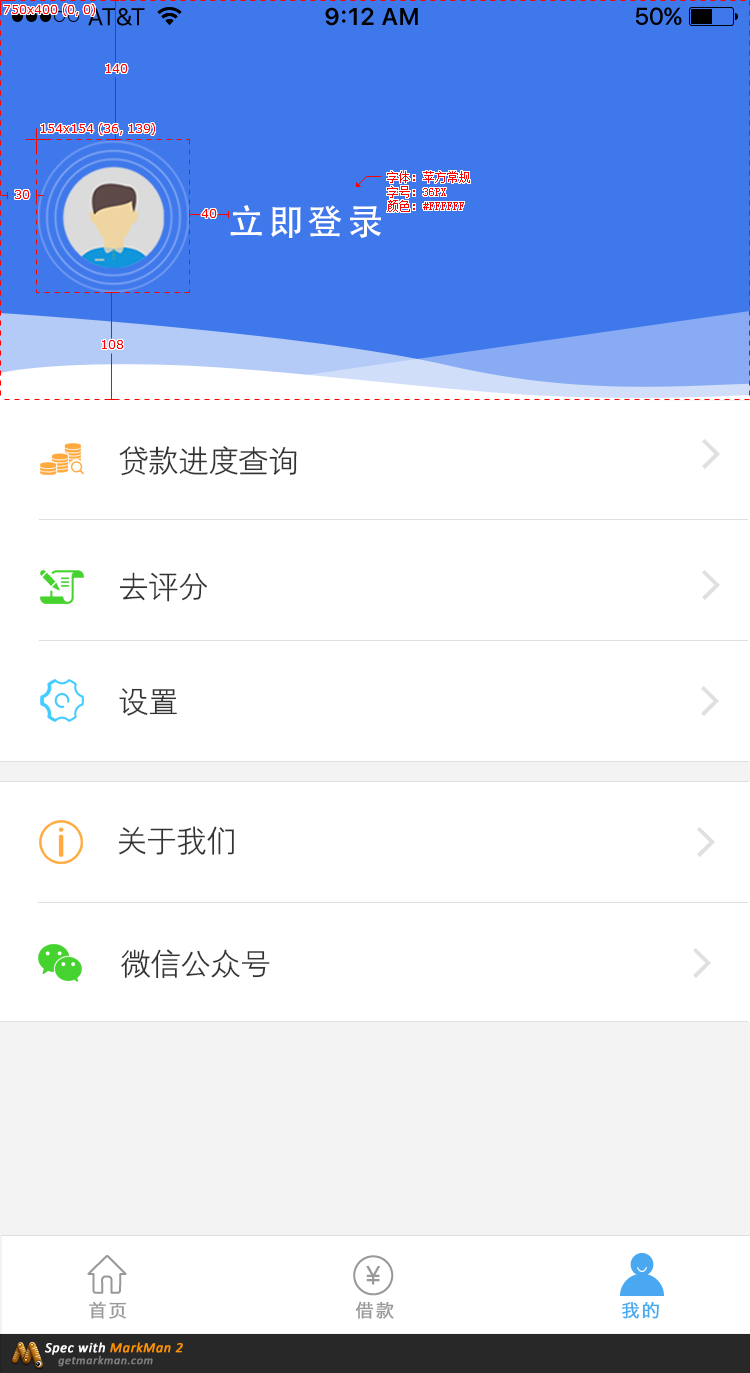 750x400 (0, 0)
AT&T 9:12 AM 50%
140
154x154 (36, 139)
字体: 苹方常规
字号: 36PX
颜色: #FFFFFF
30
40
立即登录
108
贷款进度查询
去评分
设置
关于我们
微信公众号
首页 借款 我的
Spec with MarkMan 2
getmarkman.com